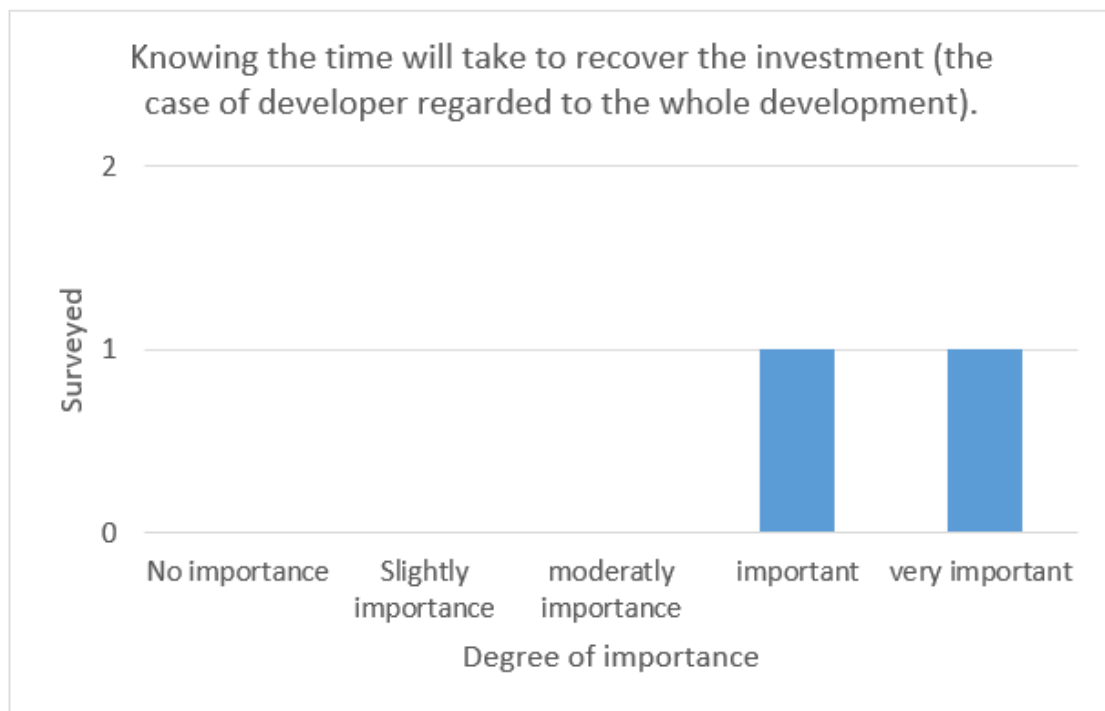 Knowing the time will take to recover the investment (the
case of developer regarded to the whole development).
2
1
0
Surveyed
No importance
Slightly
importance
moderatly
importance
important
very important
Degree of importance